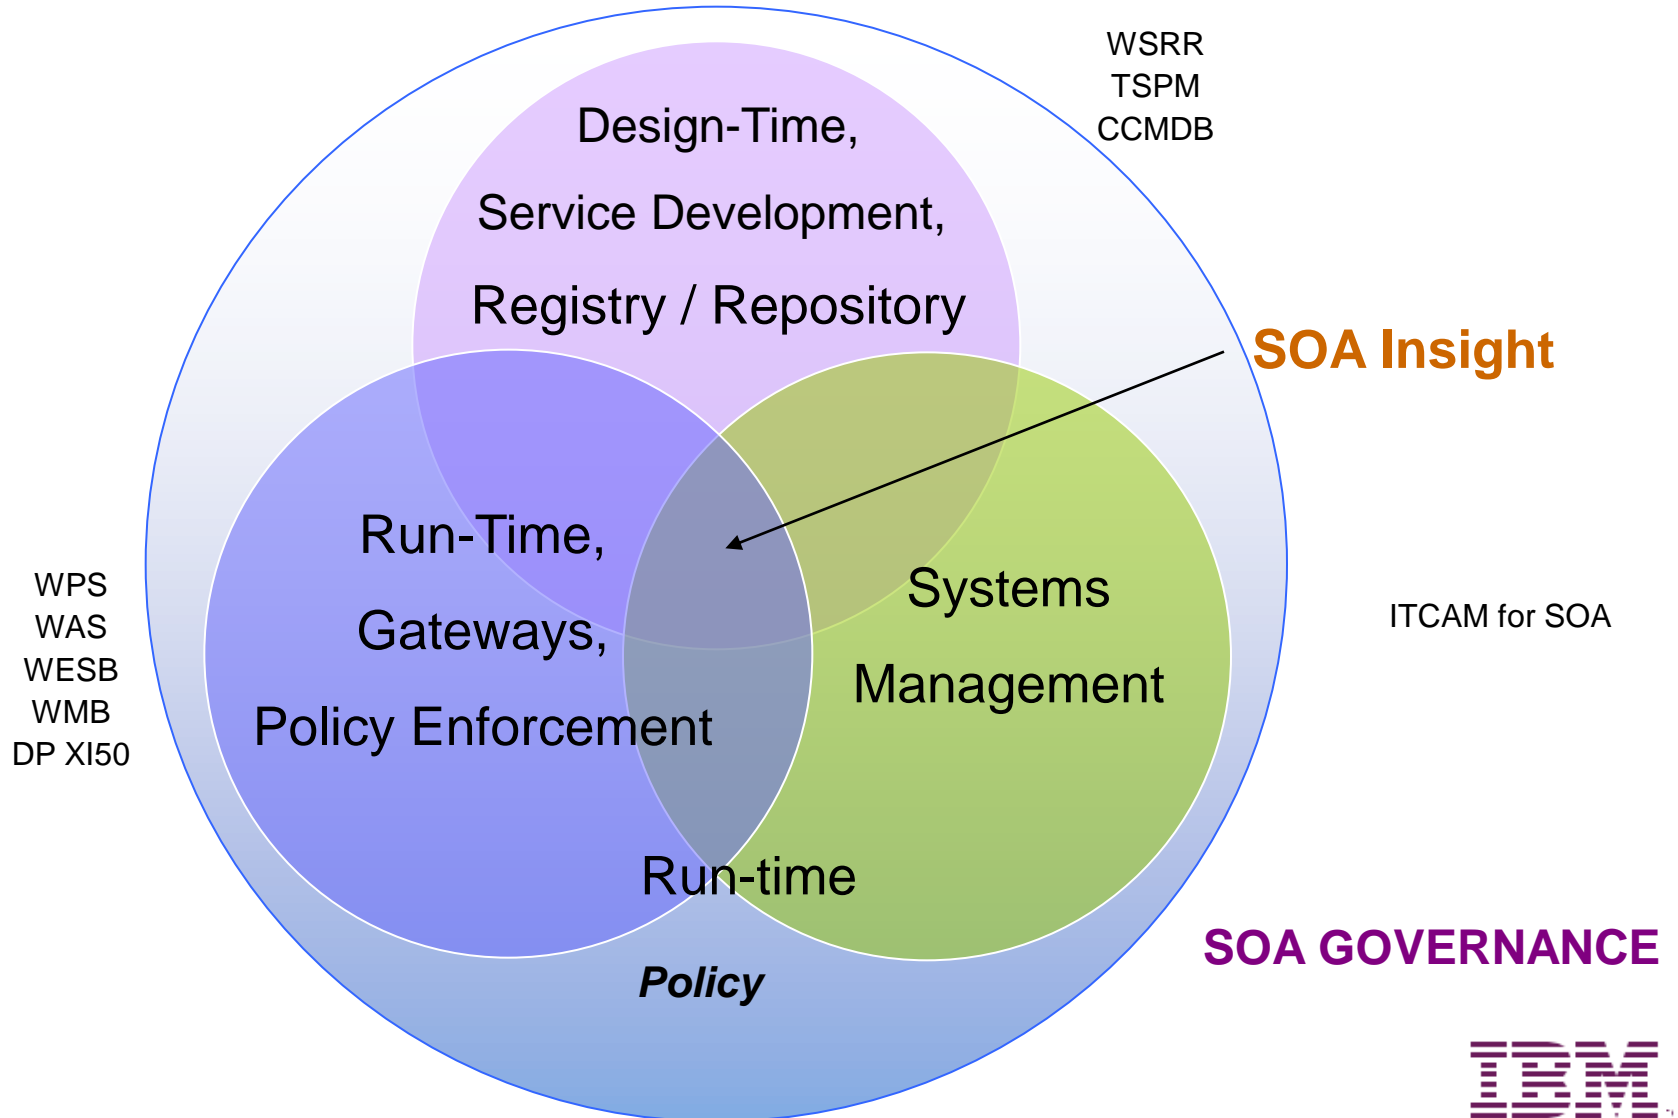 WSRR
TSPM
CCMDB
Design-Time,
Service Development,
Registry / Repository
SOA Insight
Run-Time,
Gateways,
Policy Enforcement
Systems
Management
WPS
WAS
WESB
WMB
DP XI50
ITCAM for SOA
Run-time
SOA GOVERNANCE
Policy
IBM